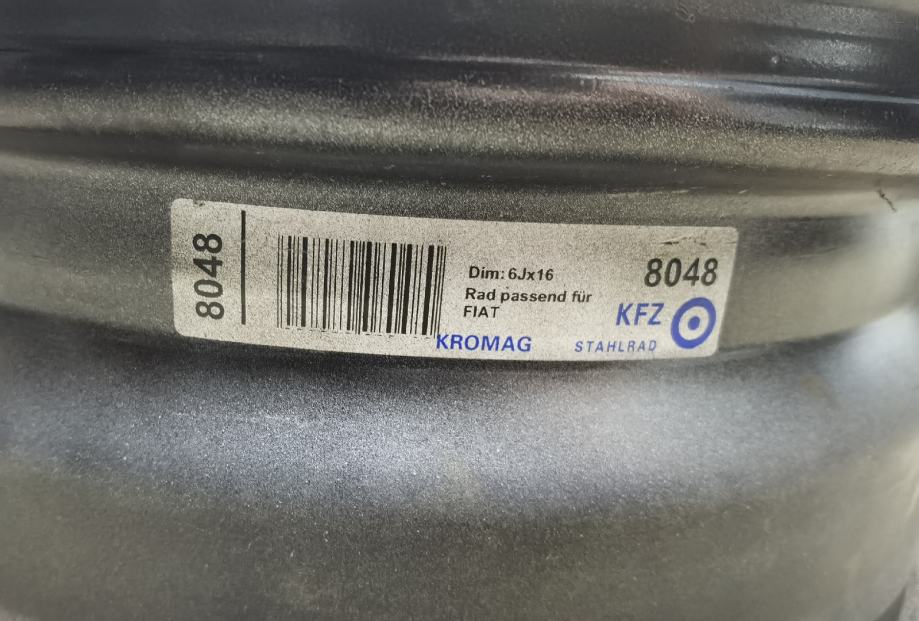 8048
Dim: 6Jx16
Rad passend für
FIAT
8048
KFZ
KROMAG
STAHLRAD